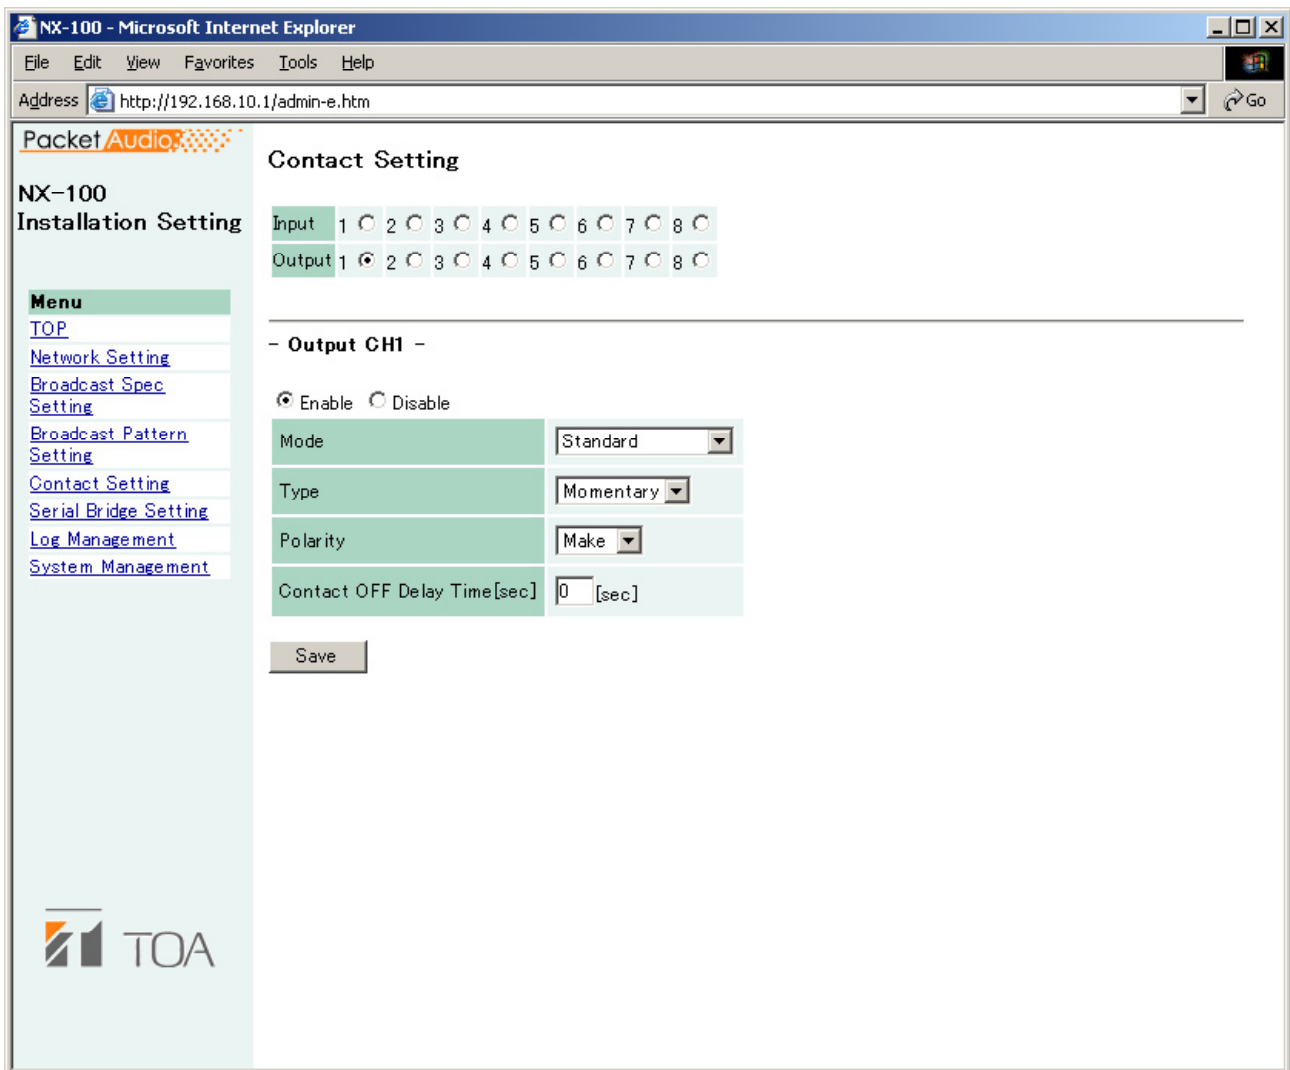 NX-100 - Microsoft Internet Explorer
File Edit View Favorites Tools Help
Address http://192.168.10.1/admin-e.htm Go
Packet Audio
NX-100
Installation Setting
Menu
TOP
Network Setting
Broadcast Spec
Setting
Broadcast Pattern
Setting
Contact Setting
Serial Bridge Setting
Log Management
System Management
TOA
Contact Setting
Input 1 2 3 4 5 6 7 8
Output 1 2 3 4 5 6 7 8
- Output CH1 -
Enable Disable
Mode Standard
Type Momentary
Polarity Make
Contact OFF Delay Time[sec] 0 [sec]
Save